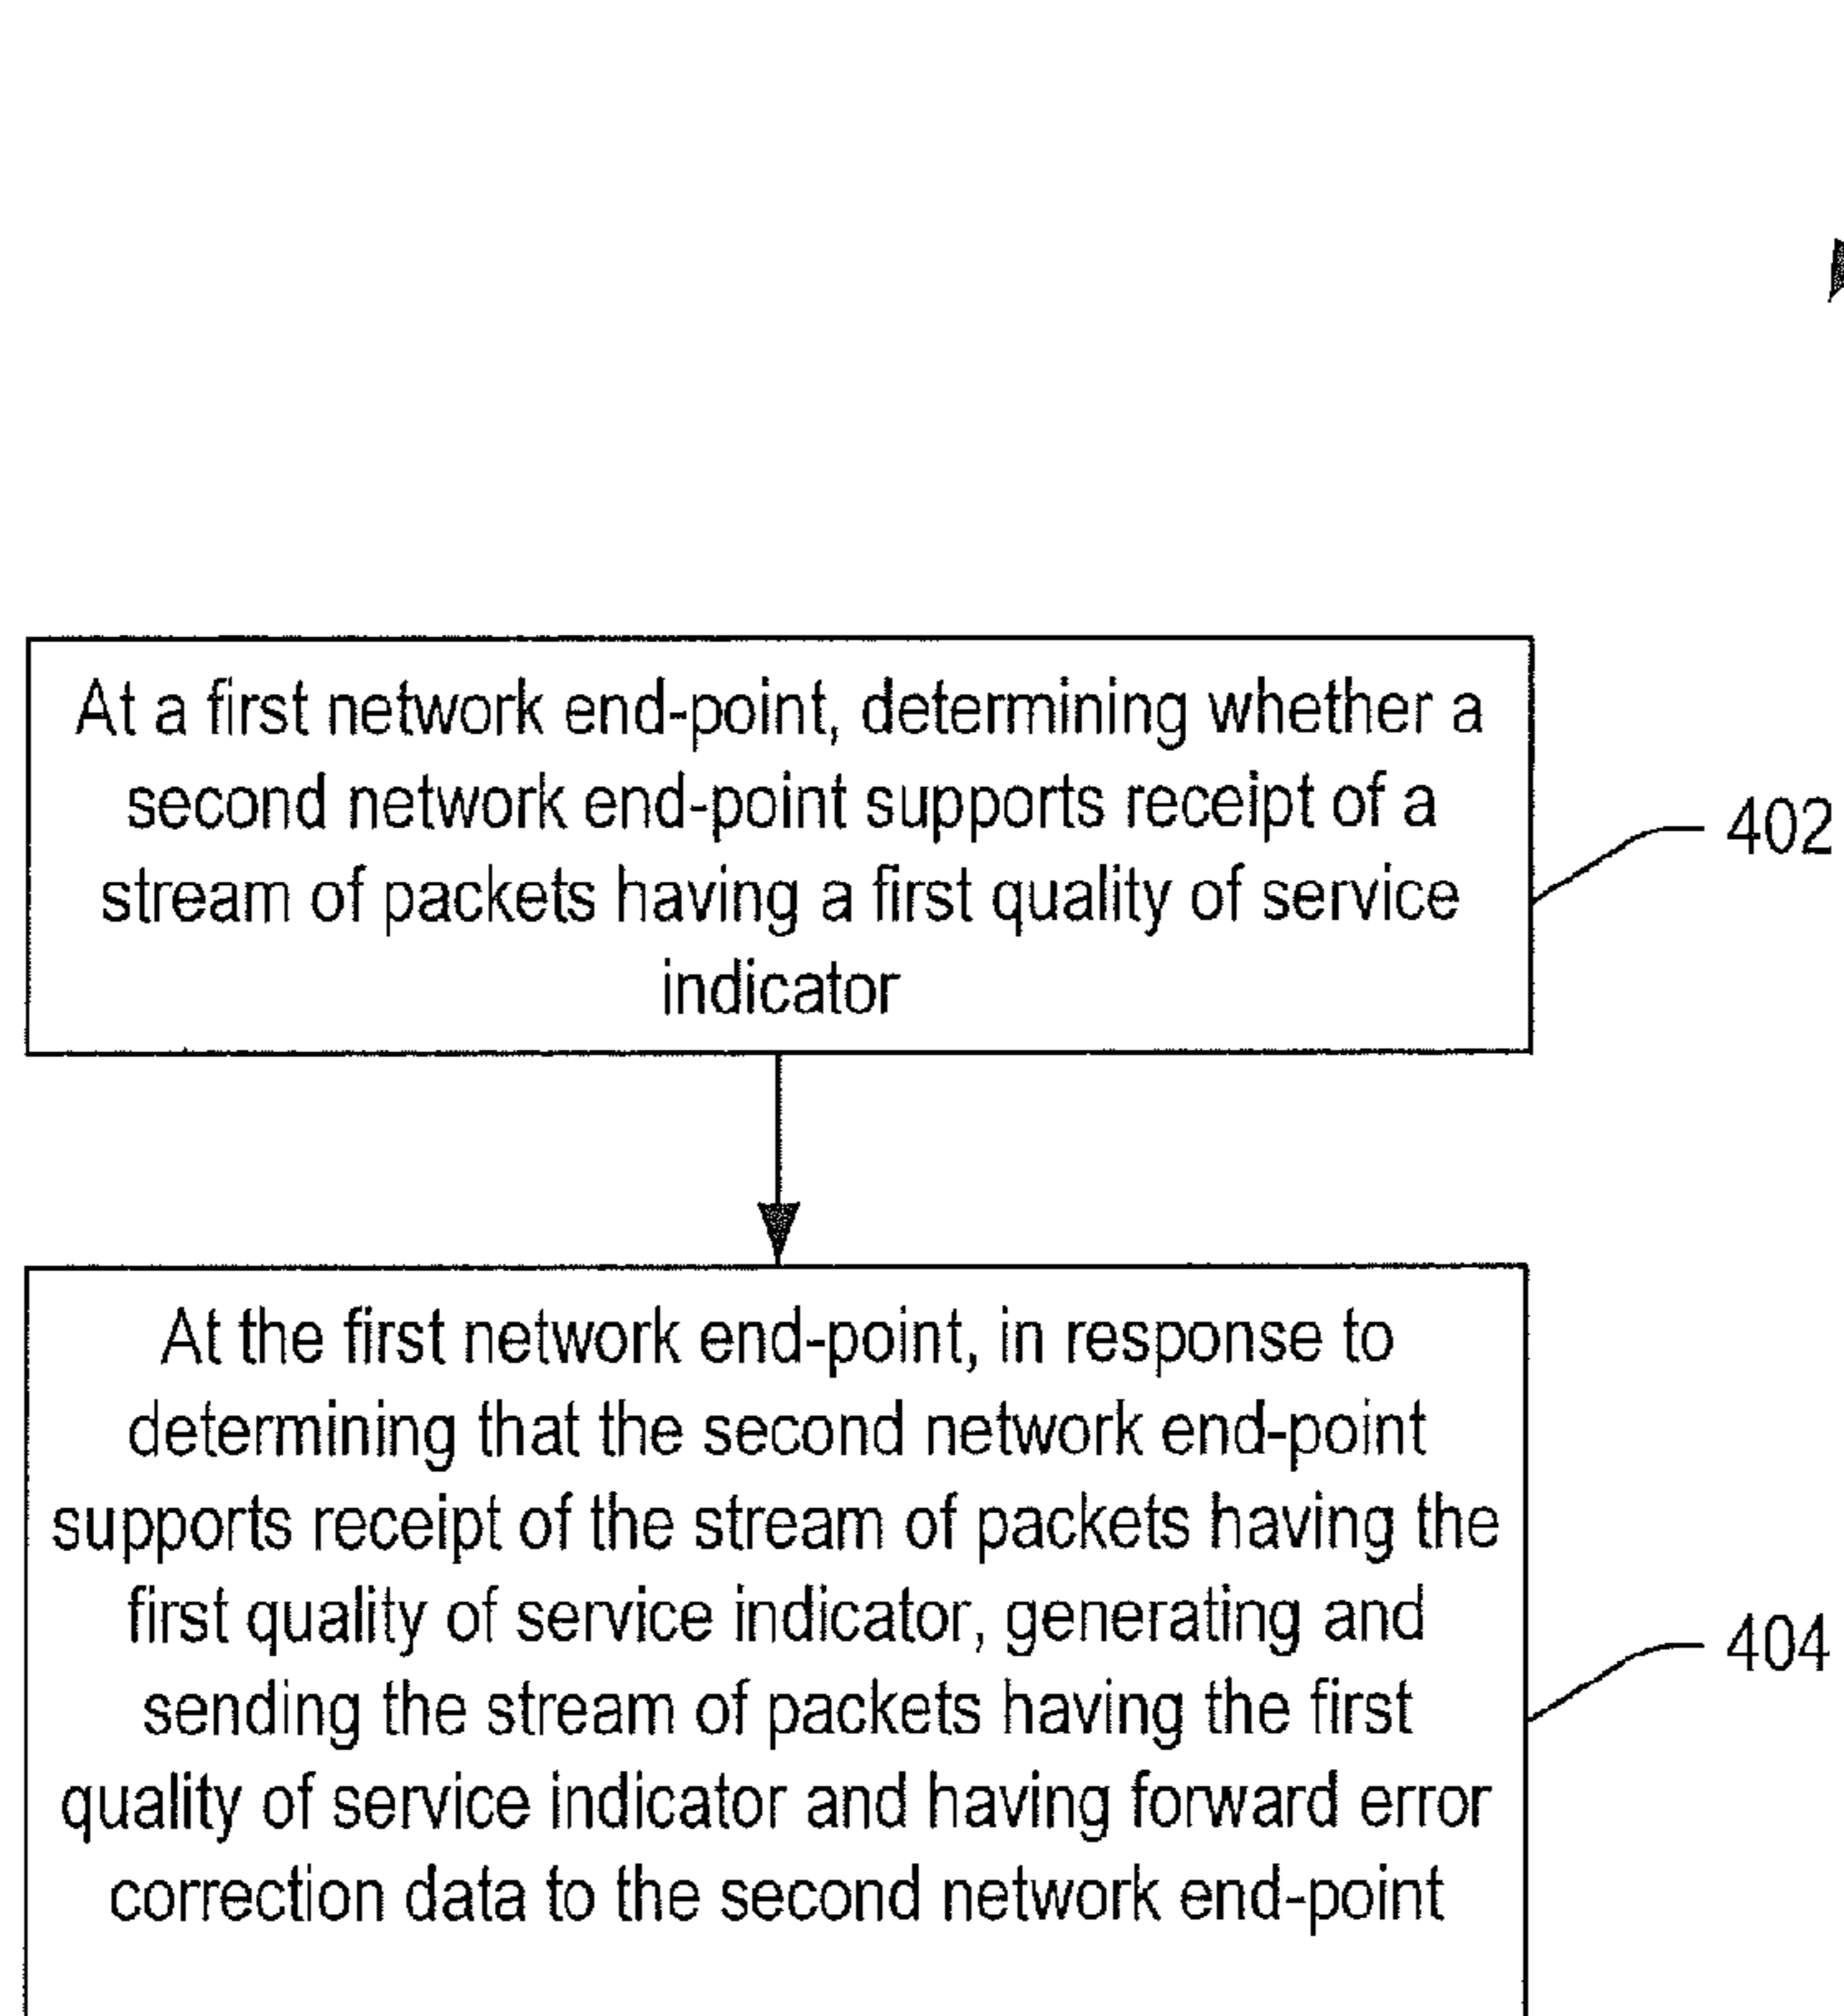 At a first network end-point, determining whether a
second network end-point supports receipt of a
stream of packets having a first quality of service
indicator
402
At the first network end-point, in response to
determining that the second network end-point
supports receipt of the stream of packets having the
first quality of service indicator, generating and
sending the stream of packets having the first
quality of service indicator and having forward error
correction data to the second network end-point
404